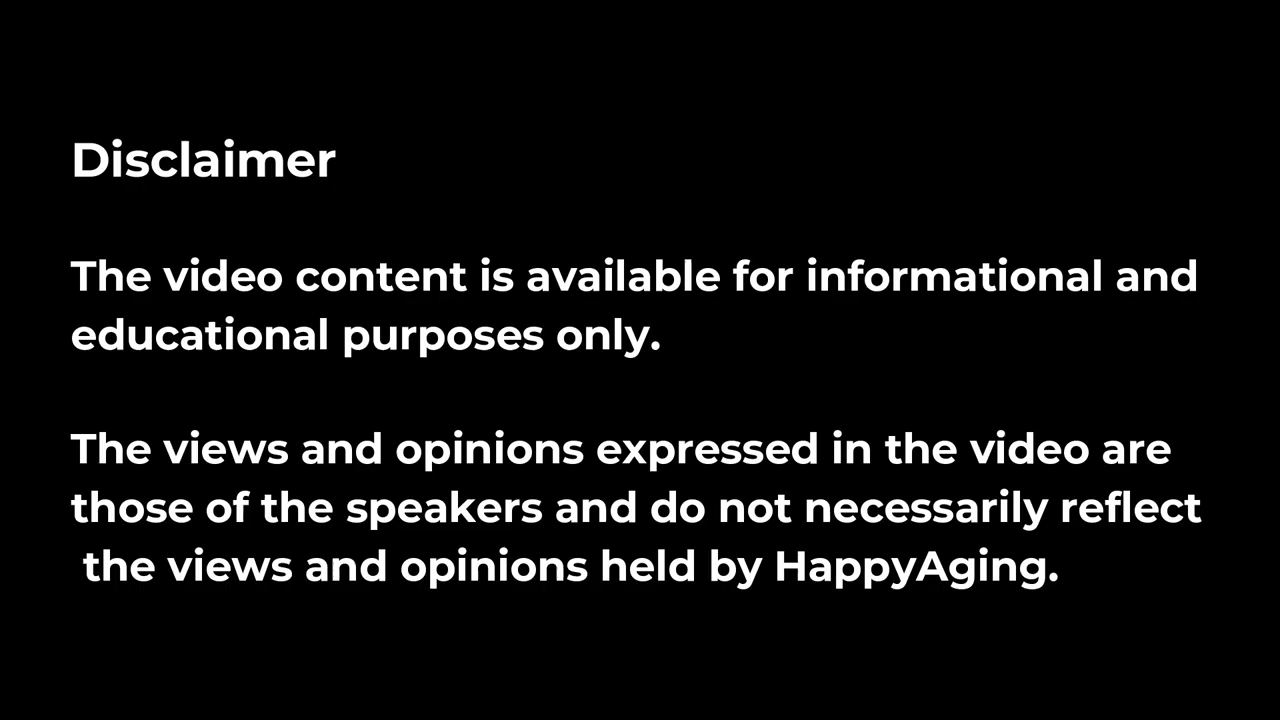 Disclaimer
The video content is available for informational and
educational purposes only.
The views and opinions expressed in the video are
those of the speakers and do not necessarily reflect
the views and opinions held by HappyAging.